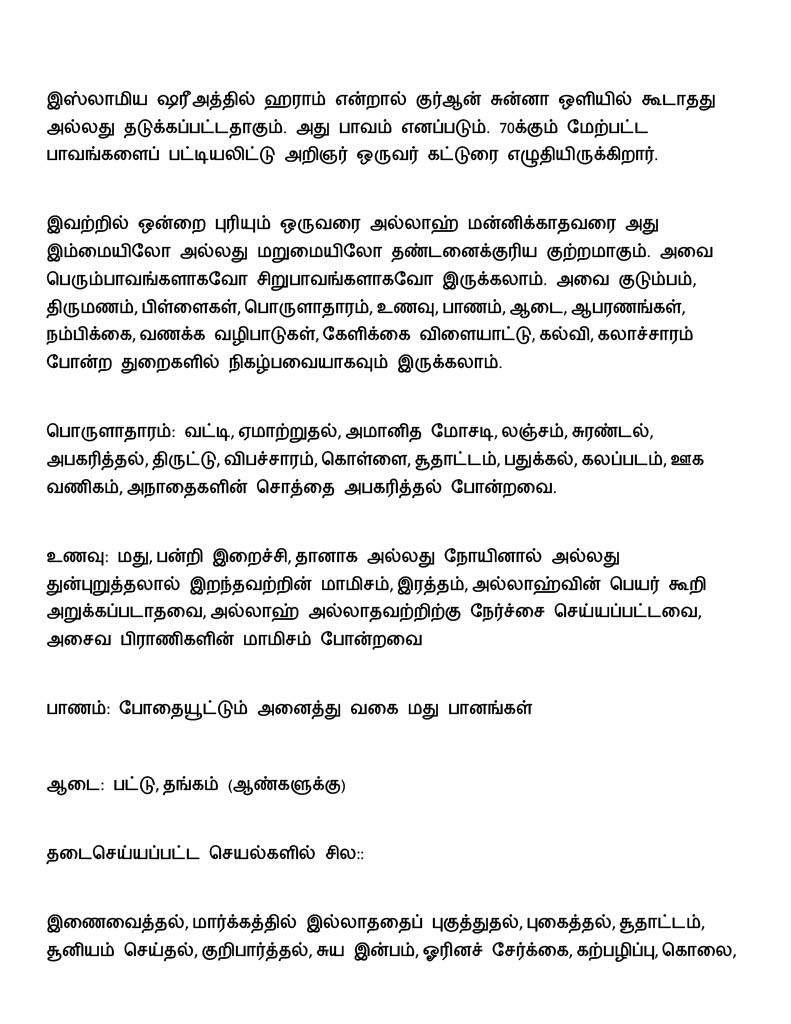 இஸ்லாமிய ஷரீஅத்தில் ஹராம் என்றால் குர்ஆன் சுன்னா ஒளியில் கூடாதது
அல்லது தடுக்கப்பட்டதாகும். அது பாவம் எனப்படும். 70க்கும் மேற்பட்ட
பாவங்களைப் பட்டியலிட்டு அறிஞர் ஒருவர் கட்டுரை எழுதியிருக்கிறார்.
இவற்றில் ஒன்றை புரியும் ஒருவரை அல்லாஹ் மன்னிக்காதவரை அது
இம்மையிலோ அல்லது மறுமையிலோ தண்டனைக்குரிய குற்றமாகும். அவை
பெரும்பாவங்களாகவோ சிறுபாவங்களாகவோ இருக்கலாம். அவை குடும்பம்,
திருமணம், பிள்ளைகள், பொருளாதாரம், உணவு, பாணம், ஆடை, ஆபரணங்கள்,
நம்பிக்கை, வணக்க வழிபாடுகள், கேளிக்கை விளையாட்டு, கல்வி, கலாச்சாரம்
போன்ற துறைகளில் நிகழ்பவையாகவும் இருக்கலாம்.
பொருளாதாரம்: வட்டி, ஏமாற்றுதல், அமானித மோசடி, லஞ்சம், சுரண்டல்,
அபகரித்தல், திருட்டு, விபச்சாரம், கொள்ளை, சூதாட்டம், பதுக்கல், கலப்படம், ஊக
வணிகம், அநாதைகளின் சொத்தை அபகரித்தல் போன்றவை.
உணவு: மது, பன்றி இறைச்சி, தானாக அல்லது நோயினால் அல்லது
துன்புறுத்தலால் இறந்தவற்றின் மாமிசம், இரத்தம், அல்லாஹ்வின் பெயர் கூறி
அறுக்கப்படாதவை, அல்லாஹ் அல்லாதவற்றிற்கு நேர்ச்சை செய்யப்பட்டவை,
அசைவ பிராணிகளின் மாமிசம் போன்றவை
பாணம்: போதையூட்டும் அனைத்து வகை மது பானங்கள்
ஆடை: பட்டு, தங்கம் (ஆண்களுக்கு)
தடைசெய்யப்பட்ட செயல்களில் சில::
இணைவைத்தல், மார்க்கத்தில் இல்லாததைப் புகுத்துதல், புகைத்தல், சூதாட்டம்,
சூனியம் செய்தல், குறிபார்த்தல், சுய இன்பம், ஓரினச் சேர்க்கை, கற்பழிப்பு, கொலை,